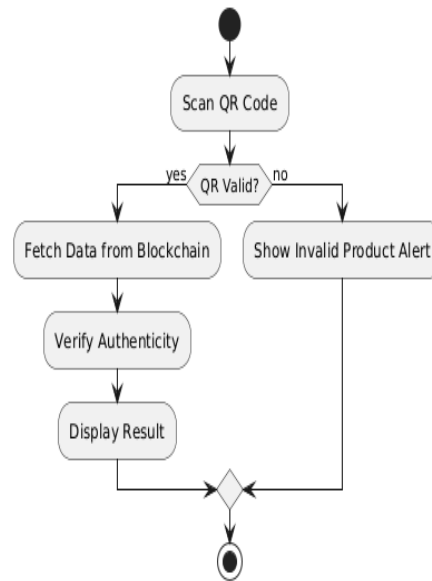 Scan QR Code
QR Valid?
yes
no
Fetch Data from Blockchain
Show Invalid Product Alert
Verify Authenticity
Display Result